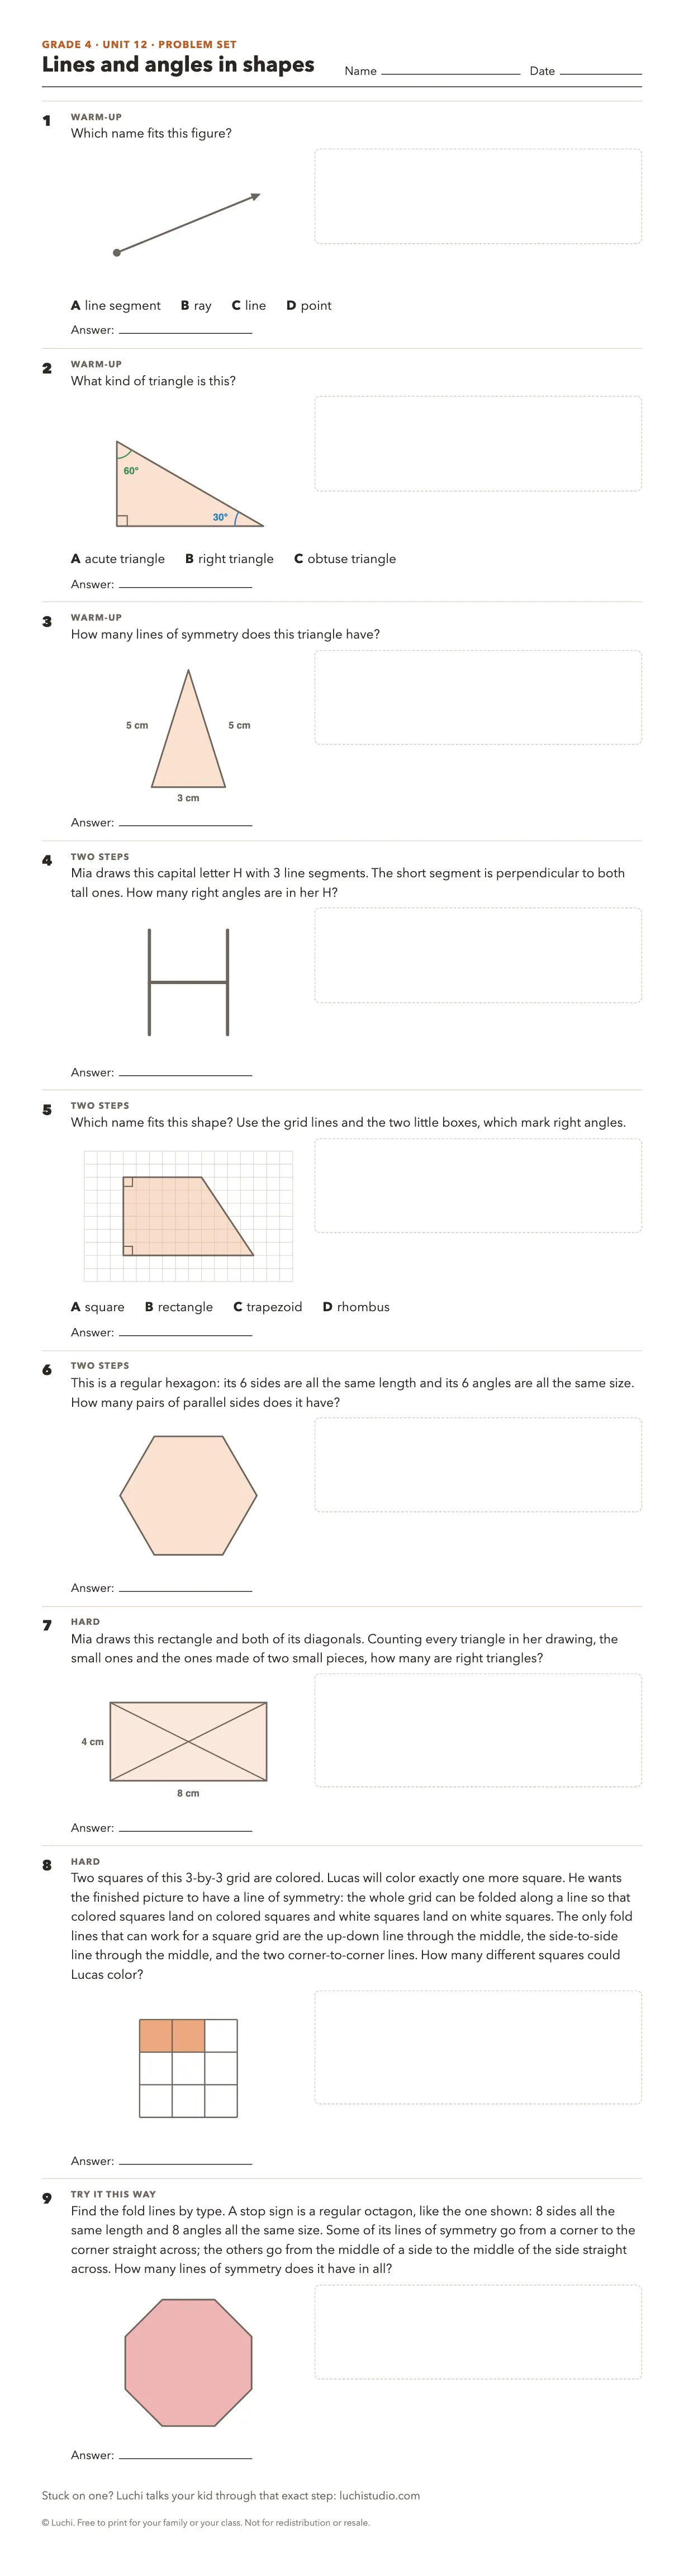 GRADE 4 · UNIT 12 · PROBLEM SET
Lines and angles in shapes
Name
Date
1
WARM-UP
Which name fits this figure?
A line segment B ray C line D point
Answer:
2
WARM-UP
What kind of triangle is this?
60°
30°
A acute triangle B right triangle C obtuse triangle
Answer:
3
WARM-UP
How many lines of symmetry does this triangle have?
5 cm
5 cm
3 cm
Answer:
4
TWO STEPS
Mia draws this capital letter H with 3 line segments. The short segment is perpendicular to both
tall ones. How many right angles are in her H?
Answer:
5
TWO STEPS
Which name fits this shape? Use the grid lines and the two little boxes, which mark right angles.
A square B rectangle C trapezoid D rhombus
Answer:
6
TWO STEPS
This is a regular hexagon: its 6 sides are all the same length and its 6 angles are all the same size.
How many pairs of parallel sides does it have?
Answer:
7
HARD
Mia draws this rectangle and both of its diagonals. Counting every triangle in her drawing, the
small ones and the ones made of two small pieces, how many are right triangles?
4 cm
8 cm
Answer:
8
HARD
Two squares of this 3-by-3 grid are colored. Lucas will color exactly one more square. He wants
the finished picture to have a line of symmetry: the whole grid can be folded along a line so that
colored squares land on colored squares and white squares land on white squares. The only fold
lines that can work for a square grid are the up-down line through the middle, the side-to-side
line through the middle, and the two corner-to-corner lines. How many different squares could
Lucas color?
Answer:
9
TRY IT THIS WAY
Find the fold lines by type. A stop sign is a regular octagon, like the one shown: 8 sides all the
same length and 8 angles all the same size. Some of its lines of symmetry go from a corner to the
corner straight across; the others go from the middle of a side to the middle of the side straight
across. How many lines of symmetry does it have in all?
Answer:
Stuck on one? Luchi talks your kid through that exact step: luchistudio.com
© Luchi. Free to print for your family or your class. Not for redistribution or resale.